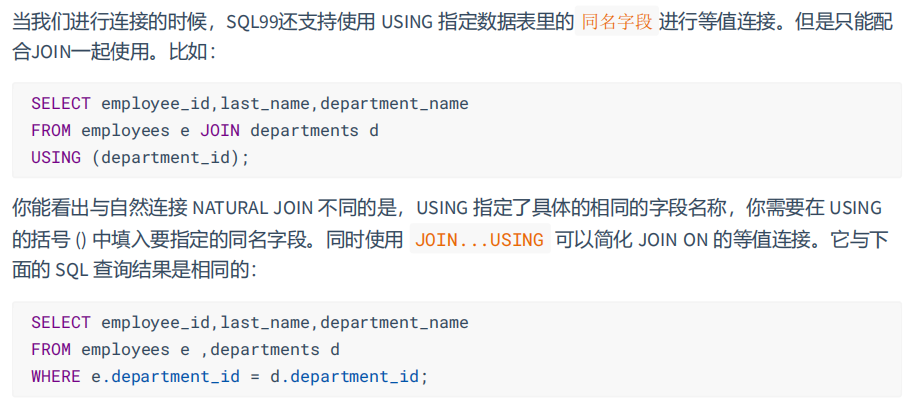 当我们进行连接的时候，SQL99还支持使用 USING 指定数据表里的 同名字段 进行等值连接。但是只能配
合JOIN一起使用。比如：
SELECT employee_id,last_name,department_name
FROM employees e JOIN departments d
USING (department_id);
你能看出与自然连接 NATURAL JOIN 不同的是，USING 指定了具体的相同的字段名称，你需要在 USING
的括号 () 中填入要指定的同名字段。同时使用 JOIN...USING 可以简化 JOIN ON 的等值连接。它与下
面的 SQL 查询结果是相同的：
SELECT employee_id,last_name,department_name
FROM employees e ,departments d
WHERE e.department_id = d.department_id;